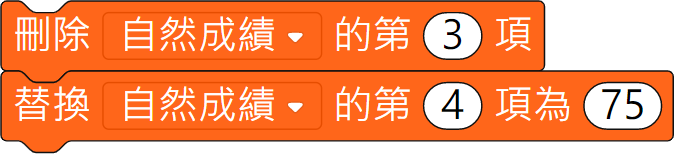 刪除 自然成績 的第 3 項
替換 自然成績 的第 4 項為 75